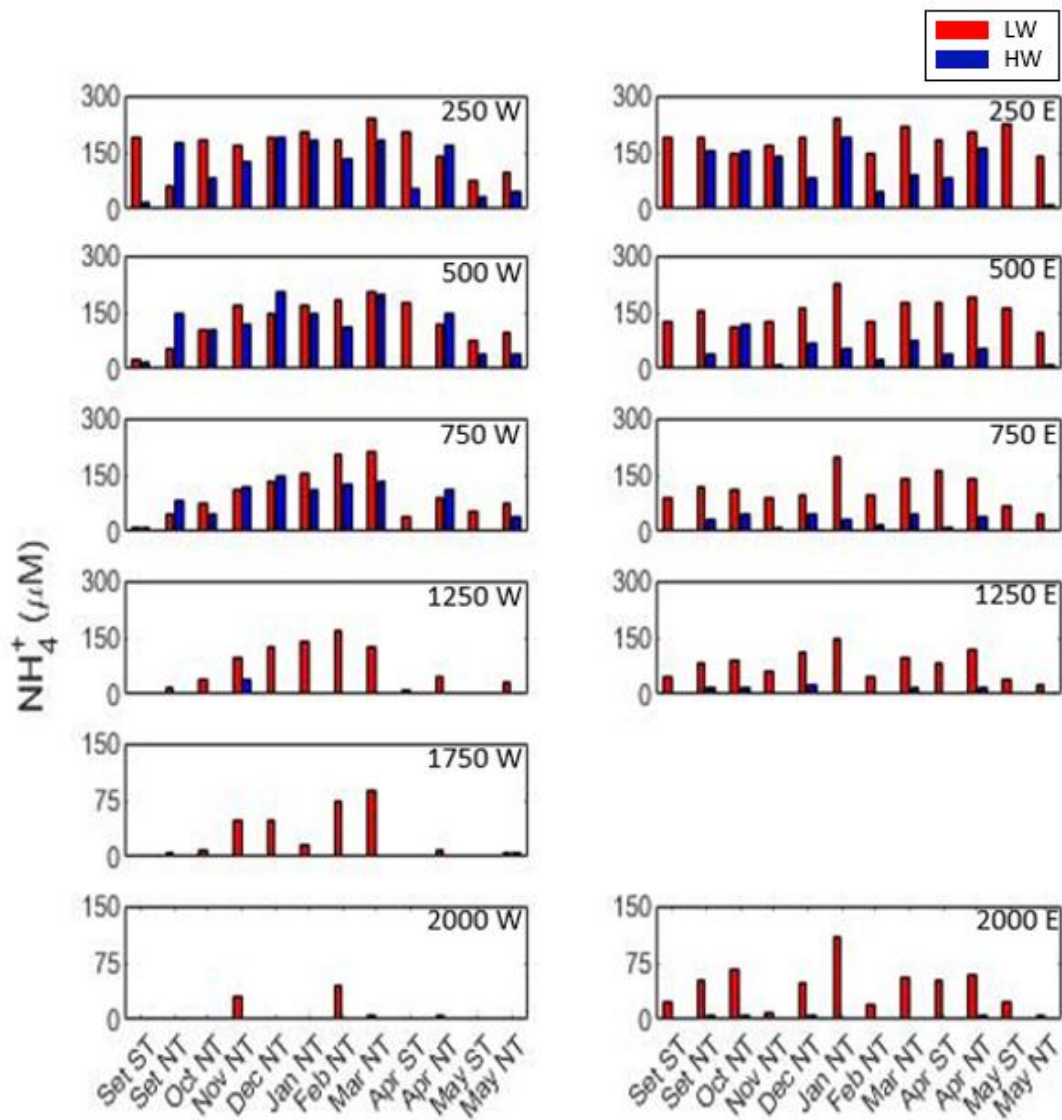 LW
HW
300
250 W
150
0
300
250 E
150
0
300
500 W
150
0
300
500 E
150
0
300
750 W
150
0
300
750 E
150
0
300
1250 W
150
0
300
1250 E
150
0
150
1750 W
75
0
150
2000 W
75
0
150
2000 E
75
0
NH₄⁺ (μM)
Set ST
Set NT
Oct NT
Nov NT
Dec NT
Jan NT
Feb NT
Mar NT
Apr ST
Apr NT
May ST
May NT
Set ST
Set NT
Oct NT
Nov NT
Dec NT
Jan NT
Feb NT
Mar NT
Apr ST
Apr NT
May ST
May NT